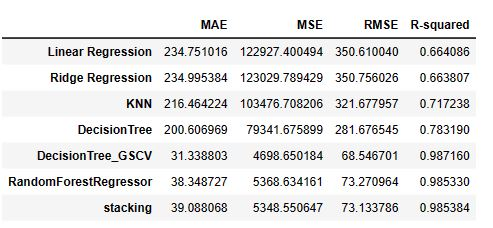 MAE MSE RMSE R-squared
Linear Regression 234.751016 122927.400494 350.610040 0.664086
Ridge Regression 234.995384 123029.789429 350.756026 0.663807
KNN 216.464224 103476.708206 321.677957 0.717238
DecisionTree 200.606969 79341.675899 281.676545 0.783190
DecisionTree_GSCV 31.338803 4698.650184 68.546701 0.987160
RandomForestRegressor 38.348727 5368.634161 73.270964 0.985330
stacking 39.088068 5348.550647 73.133786 0.985384